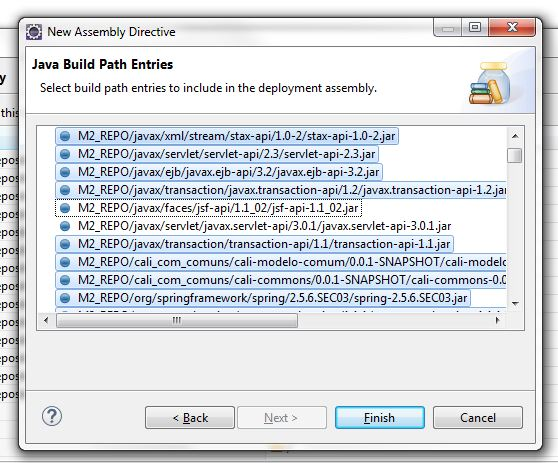 New Assembly Directive
Java Build Path Entries
Select build path entries to include in the deployment assembly.
M2_REPO/javax/xml/stream/stax-api/1.0-2/stax-api-1.0-2.jar
M2_REPO/javax/servlet/servlet-api/2.3/servlet-api-2.3.jar
M2_REPO/javax/ejb/javax.ejb-api/3.2/javax.ejb-api-3.2.jar
M2_REPO/javax/transaction/javax.transaction-api/1.2/javax.transaction-api-1.2.jar
M2_REPO/javax/faces/jsf-api/1.1_02/jsf-api-1.1_02.jar
M2_REPO/javax/servlet/javax.servlet-api/3.0.1/javax.servlet-api-3.0.1.jar
M2_REPO/javax/transaction/transaction-api/1.1/transaction-api-1.1.jar
M2_REPO/cali_com_comuns/cali-modelo-comum/0.0.1-SNAPSHOT/cali-modelo
M2_REPO/cali_com_comuns/cali-commons/0.0.1-SNAPSHOT/cali-commons-0.0
M2_REPO/org/springframework/spring/2.5.6.SEC03/spring-2.5.6.SEC03.jar
? < Back Next > Finish Cancel